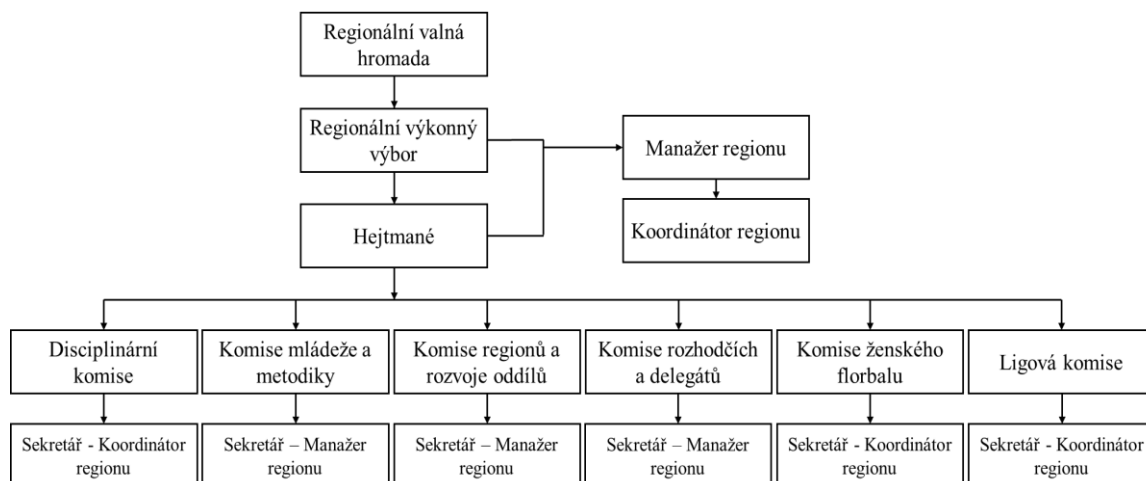 Regionální valná
hromada
Regionální výkonný
výbor
Manažer regionu
Hejtmané
Koordinátor regionu
Disciplinární
komise
Komise mládeže a
metodiky
Komise regionů a
rozvoje oddílů
Komise rozhodčích
a delegátů
Komise ženského
florbalu
Ligová komise
Sekretář - Koordinátor
regionu
Sekretář – Manažer
regionu
Sekretář – Manažer
regionu
Sekretář – Manažer
regionu
Sekretář - Koordinátor
regionu
Sekretář - Koordinátor
regionu